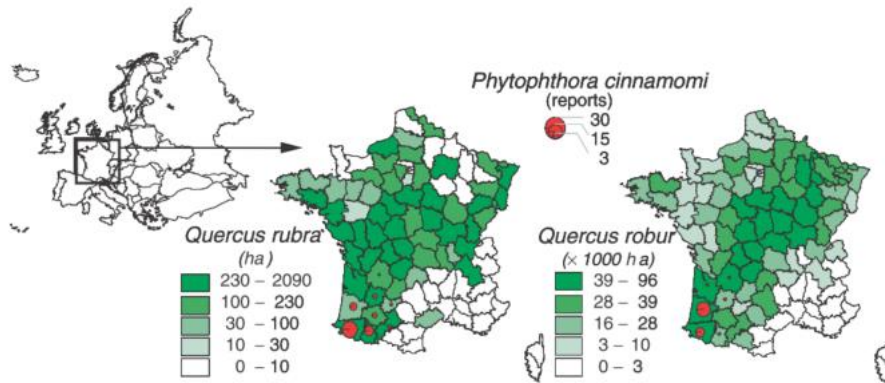 Phytophthora cinnamomi
(reports)
30
15
3
Quercus rubra
(ha)
230 – 2090
100 – 230
30 – 100
10 – 30
0 – 10
Quercus robur
(× 1000 ha)
39 – 96
28 – 39
16 – 28
3 – 10
0 – 3